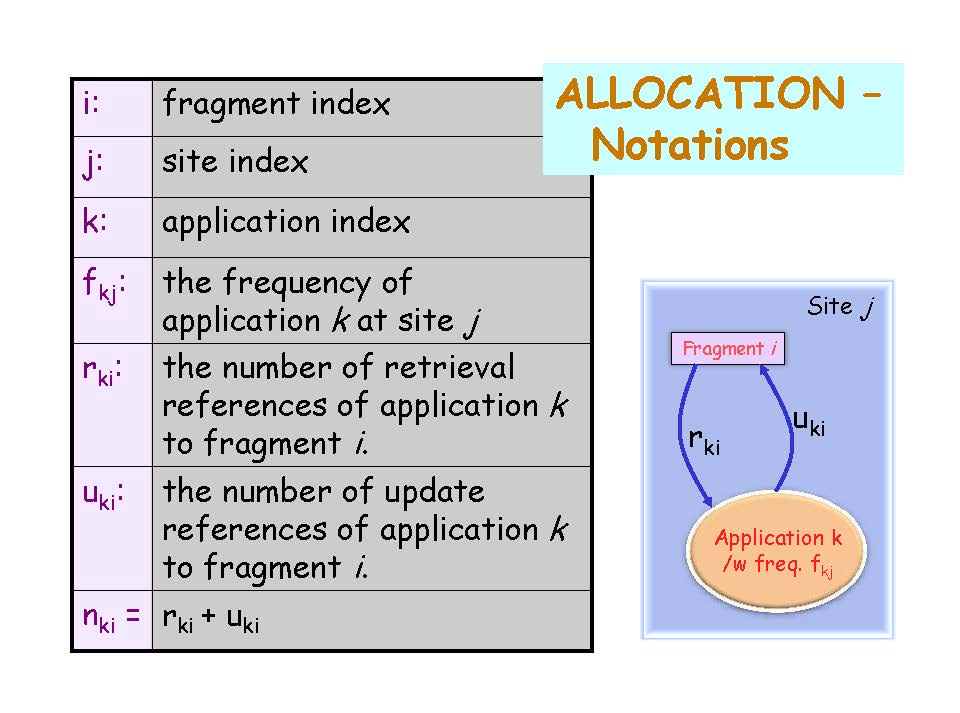 ALLOCATION –
Notations
i: fragment index
j: site index
k: application index
fkj: the frequency of
application k at site j
rki: the number of retrieval
references of application k
to fragment i.
uki: the number of update
references of application k
to fragment i.
nki = rki + uki
Site j
Fragment i
rki
uki
Application k
/w freq. fkj